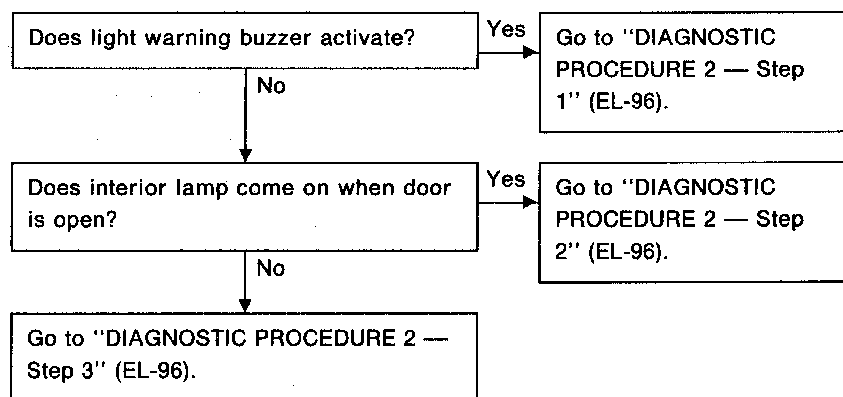 Does light warning buzzer activate?
Yes
Go to "DIAGNOSTIC
PROCEDURE 2 — Step
1" (EL-96).
No
Does interior lamp come on when door
is open?
Yes
Go to "DIAGNOSTIC
PROCEDURE 2 — Step
2" (EL-96).
No
Go to "DIAGNOSTIC PROCEDURE 2 —
Step 3" (EL-96).